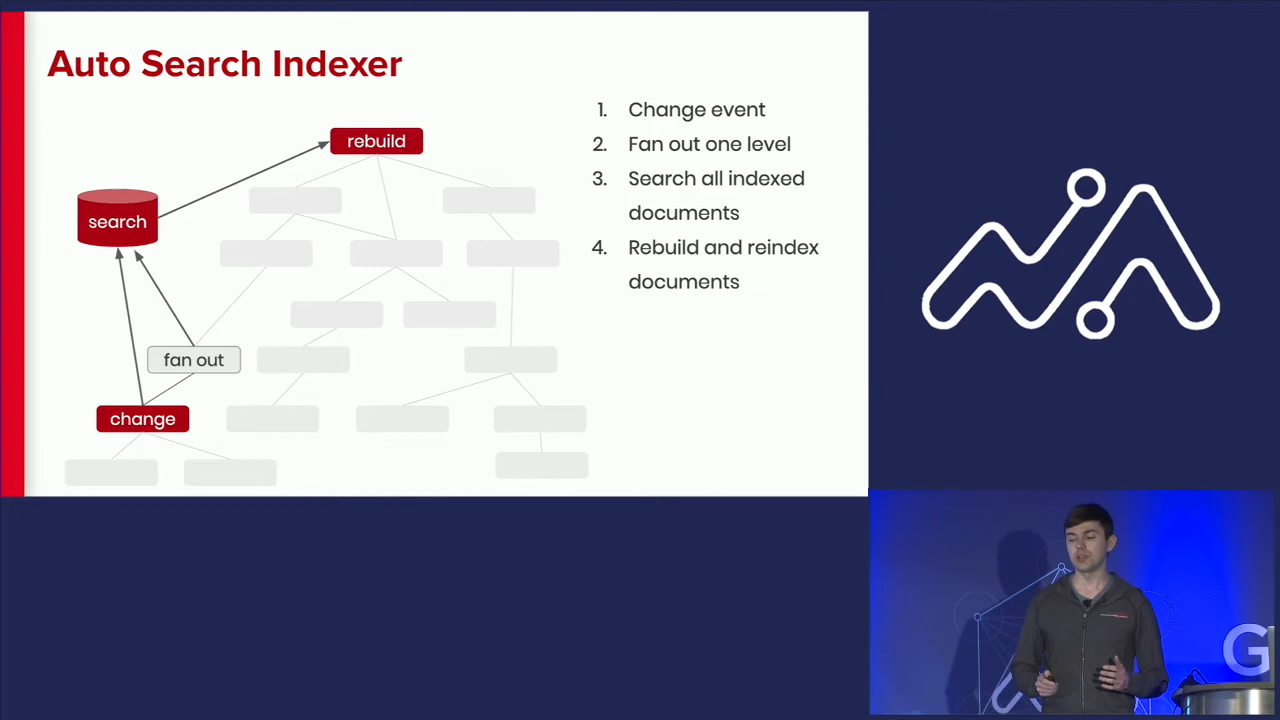 Auto Search Indexer
rebuild
search
fan out
change
1. Change event
2. Fan out one level
3. Search all indexed
documents
4. Rebuild and reindex
documents
G